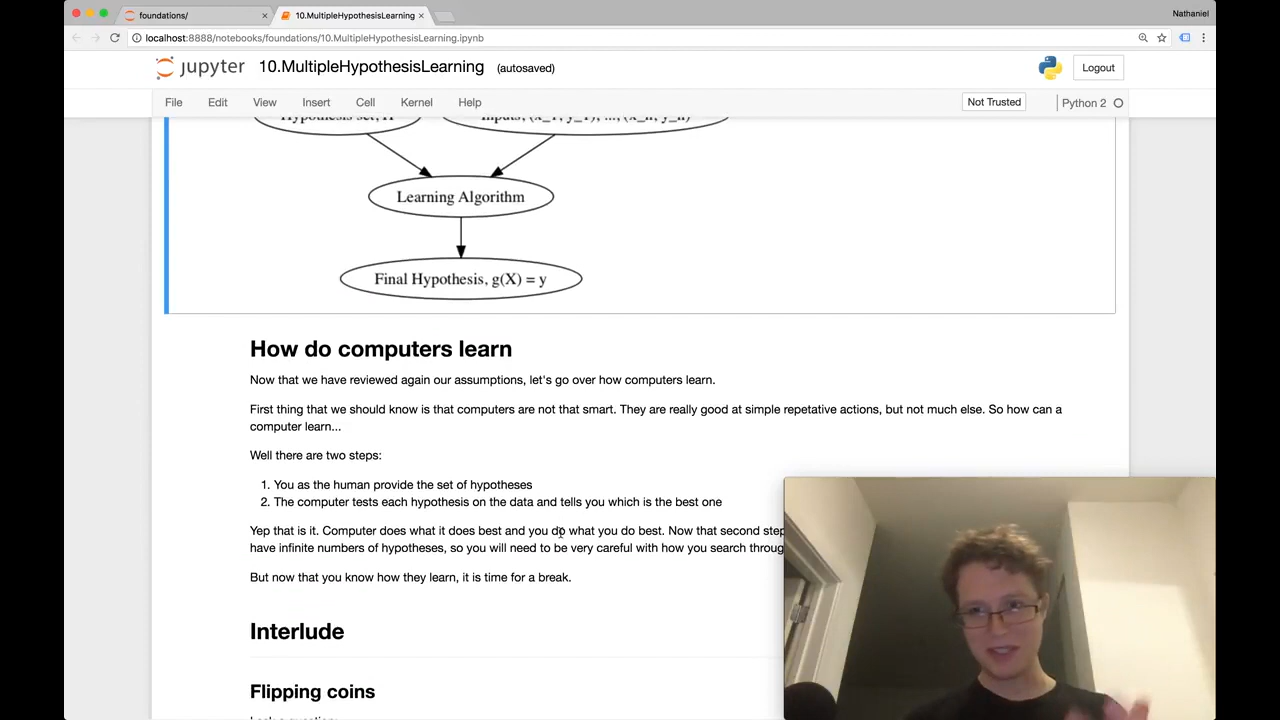 foundations/
10.MultipleHypothesisLearning
Nathaniel
localhost:8888/notebooks/foundations/10.MultipleHypothesisLearning.ipynb
jupyter 10.MultipleHypothesisLearning (autosaved)
Logout
File Edit View Insert Cell Kernel Help Not Trusted Python 2
Hypothesis set, H Inputs, (x_1, y_1), ..., (x_n, y_n)
Learning Algorithm
Final Hypothesis, g(X) = y
How do computers learn
Now that we have reviewed again our assumptions, let's go over how computers learn.
First thing that we should know is that computers are not that smart. They are really good at simple repetative actions, but not much else. So how can a
computer learn...
Well there are two steps:
1. You as the human provide the set of hypotheses
2. The computer tests each hypothesis on the data and tells you which is the best one
Yep that is it. Computer does what it does best and you do what you do best. Now that second step
have infinite numbers of hypotheses, so you will need to be very careful with how you search throug
But now that you know how they learn, it is time for a break.
Interlude
Flipping coins